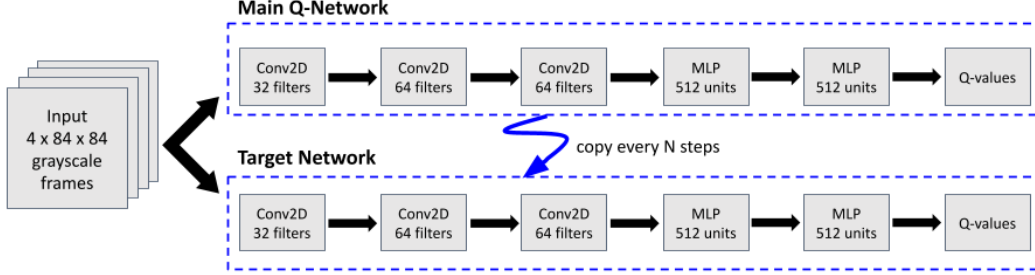 Main Q-Network
Conv2D
32 filters
Conv2D
64 filters
Conv2D
64 filters
MLP
512 units
MLP
512 units
Q-values
Input
4 x 84 x 84
grayscale
frames
copy every N steps
Target Network
Conv2D
32 filters
Conv2D
64 filters
Conv2D
64 filters
MLP
512 units
MLP
512 units
Q-values